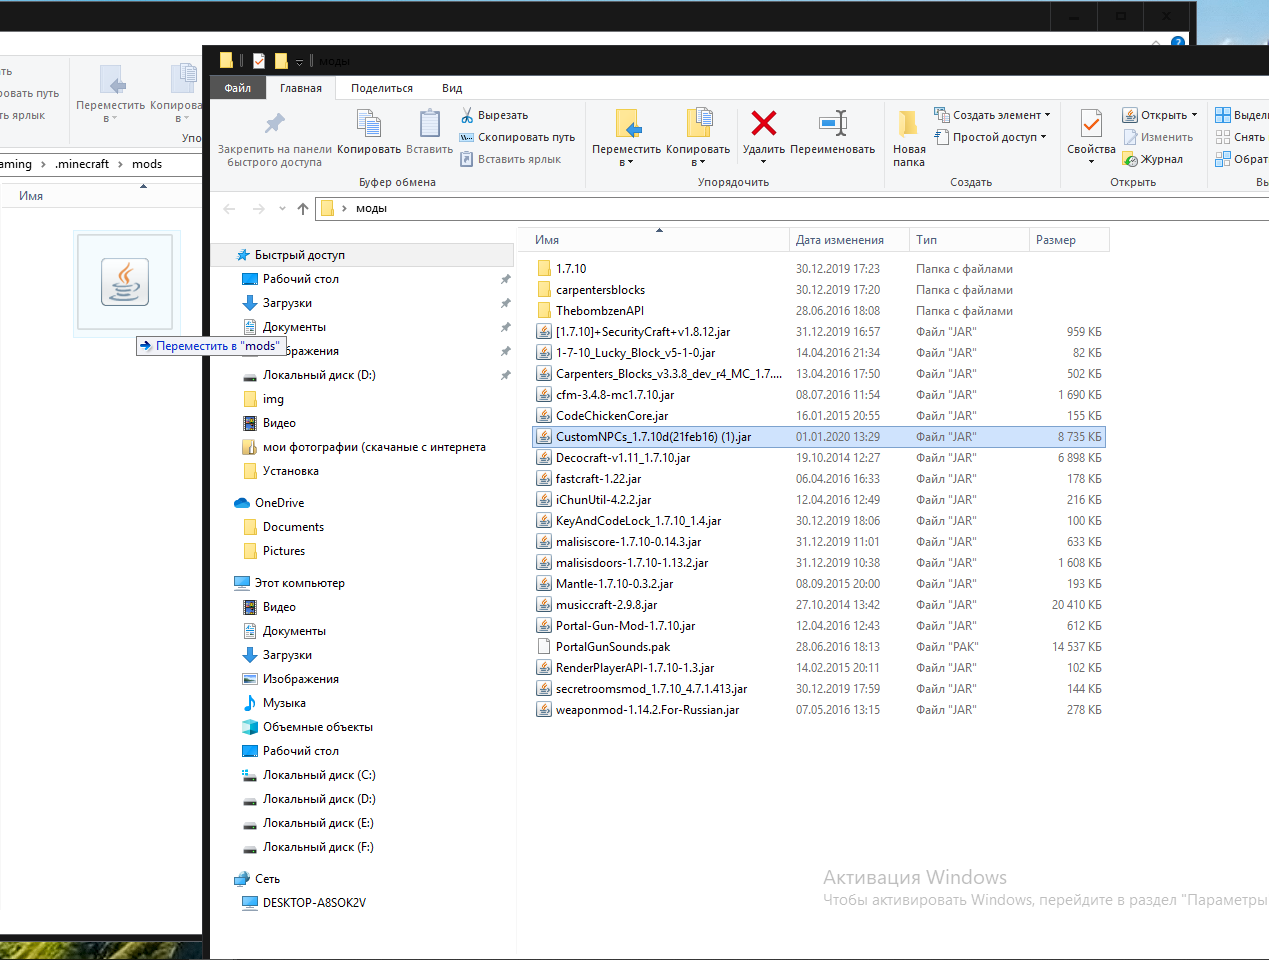 моды
Файл Главная Поделиться Вид
ть
ровать путь
ть ярлык
Переместить в
Копирова в
Упо
Закрепить на панели быстрого доступа
Копировать
Вставить
Вырезать
Скопировать путь
Вставить ярлык
Буфер обмена
Переместить в
Копировать в
Удалить
Переименовать
Упорядочить
Новая папка
Создать элемент
Простой доступ
Создать
Свойства
Открыть
Изменить
Журнал
Открыть
Выдели
Снять
Обрат
Вы
aming > .minecraft > mods
Имя
Переместить в "mods"
> моды
Быстрый доступ
Рабочий стол
Загрузки
Документы
бражения
Локальный диск (D:)
img
Видео
мои фотографии (скачаные с интернета
Установка
OneDrive
Documents
Pictures
Этот компьютер
Видео
Документы
Загрузки
Изображения
Музыка
Объемные объекты
Рабочий стол
Локальный диск (C:)
Локальный диск (D:)
Локальный диск (E:)
Локальный диск (F:)
Сеть
DESKTOP-A8SOK2V
Имя Дата изменения Тип Размер
1.7.10 30.12.2019 17:23 Папка с файлами
carpentersblocks 30.12.2019 17:20 Папка с файлами
ThebombzenAPI 28.06.2016 18:08 Папка с файлами
[1.7.10]+SecurityCraft+v1.8.12.jar 31.12.2019 16:57 Файл "JAR" 959 КБ
1-7-10_Lucky_Block_v5-1-0.jar 14.04.2016 21:34 Файл "JAR" 82 КБ
Carpenters_Blocks_v3.3.8_dev_r4_MC_1.7.... 13.04.2016 17:50 Файл "JAR" 502 КБ
cfm-3.4.8-mc1.7.10.jar 08.07.2016 11:54 Файл "JAR" 1 690 КБ
CodeChickenCore.jar 16.01.2015 20:55 Файл "JAR" 155 КБ
CustomNPCs_1.7.10d(21feb16) (1).jar 01.01.2020 13:29 Файл "JAR" 8 735 КБ
Decocraft-v1.11_1.7.10.jar 19.10.2014 12:27 Файл "JAR" 6 898 КБ
fastcraft-1.22.jar 06.04.2016 16:33 Файл "JAR" 178 КБ
iChunUtil-4.2.2.jar 12.04.2016 12:49 Файл "JAR" 216 КБ
KeyAndCodeLock_1.7.10_1.4.jar 30.12.2019 18:06 Файл "JAR" 100 КБ
malisiscore-1.7.10-0.14.3.jar 31.12.2019 11:01 Файл "JAR" 633 КБ
malisisdoors-1.7.10-1.13.2.jar 31.12.2019 10:38 Файл "JAR" 1 608 КБ
Mantle-1.7.10-0.3.2.jar 08.09.2015 20:00 Файл "JAR" 193 КБ
musiccraft-2.9.8.jar 27.10.2014 13:42 Файл "JAR" 20 410 КБ
Portal-Gun-Mod-1.7.10.jar 12.04.2016 12:43 Файл "JAR" 612 КБ
PortalGunSounds.pak 28.06.2016 18:13 Файл "PAK" 14 537 КБ
RenderPlayerAPI-1.7.10-1.3.jar 14.02.2015 20:11 Файл "JAR" 102 КБ
secretroomsmod_1.7.10_4.7.1.413.jar 30.12.2019 17:59 Файл "JAR" 144 КБ
weaponmod-1.14.2.For-Russian.jar 07.05.2016 13:15 Файл "JAR" 278 КБ
Активация Windows
Чтобы активировать Windows, перейдите в раздел "Параметры